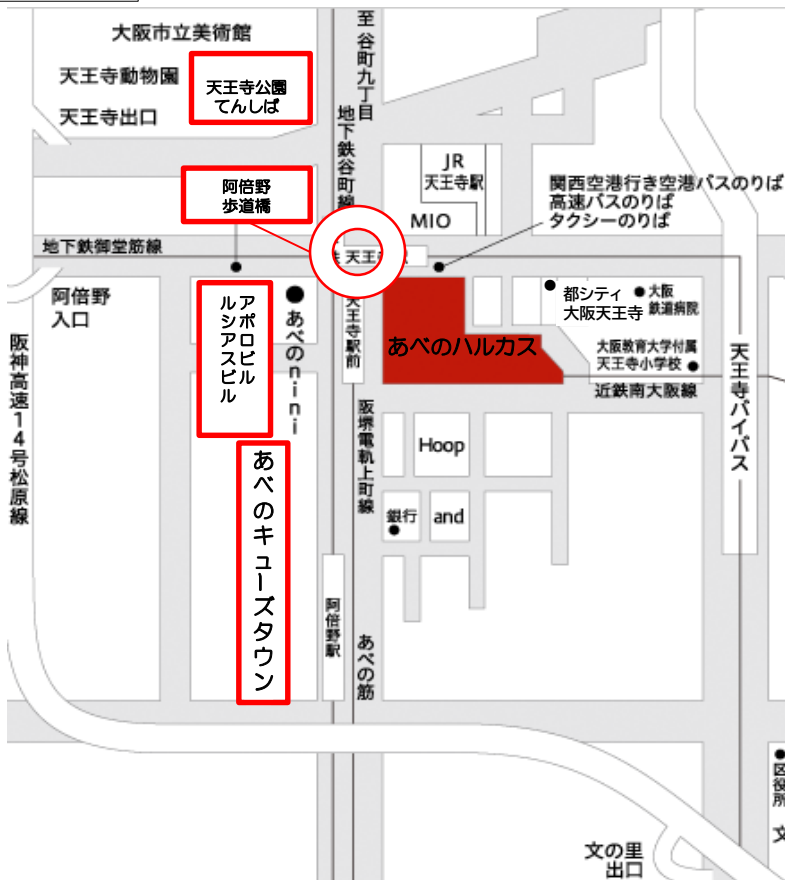 大阪市立美術館
天王寺動物園
天王寺公園
てんしば
天王寺出口
至 谷町九丁目
地下鉄谷町線
JR
天王寺駅
MIO
関西空港行き空港バスのりば
高速バスのりば
タクシーのりば
阿倍野
歩道橋
地下鉄御堂筋線
天王
阿倍野
入口
アポロビル
ルシアスビル
あべのnini
天王寺駅前
あべのハルカス
都シティ
大阪天王寺
大阪
鉄道病院
大阪教育大学付属
天王寺小学校
近鉄南大阪線
天王寺バイパス
阪神高速14号松原線
阪堺電軌上町線
Hoop
銀行
and
あべのキューズタウン
阿倍野駅
あべの筋
区役所
文
文の里
出口